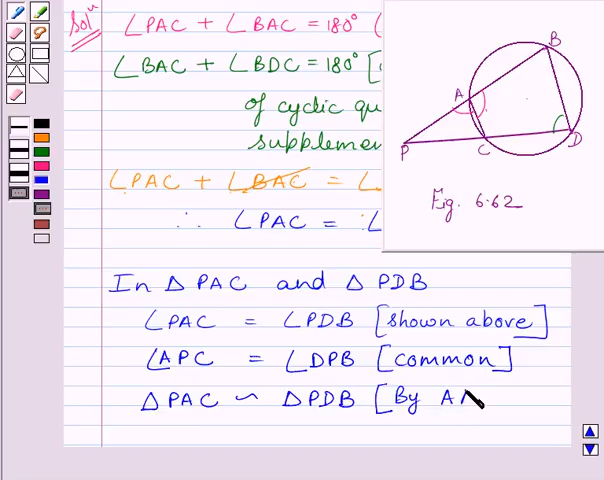 Solⁿ ∠PAC + ∠BAC = 180° (
∠BAC + ∠BDC = 180° [
of cyclic qu
supplemen
∠PAC + ∠BAC = ∠
∴ ∠PAC = ∠
B
A
P
C
D
Fig. 6.62
In △ PAC and △ PDB
∠PAC = ∠PDB [shown above]
∠APC = ∠DPB [common]
△PAC ~ △PDB [By AA